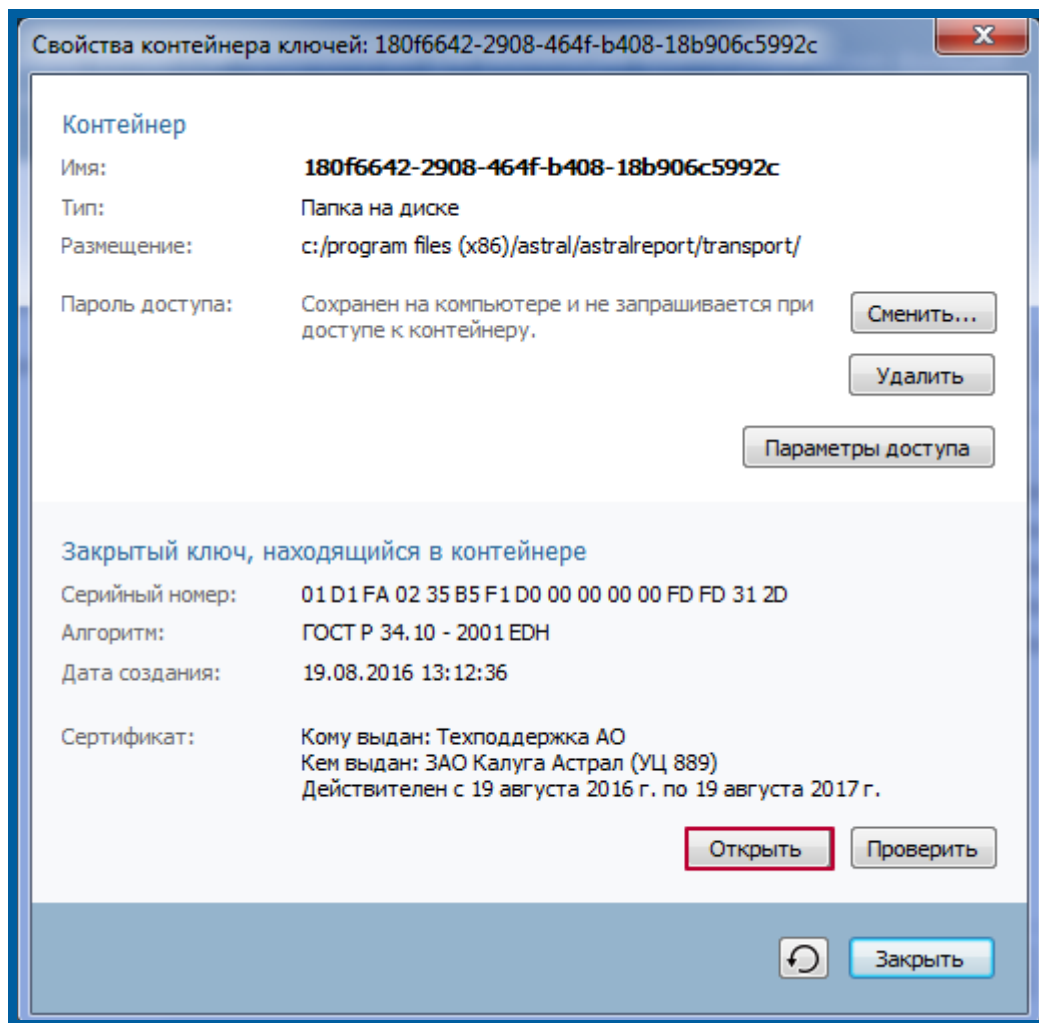 Свойства контейнера ключей: 180f6642-2908-464f-b408-18b906c5992c
Контейнер
Имя: 180f6642-2908-464f-b408-18b906c5992c
Тип: Папка на диске
Размещение: c:/program files (x86)/astral/astralreport/transport/
Пароль доступа: Сохранен на компьютере и не запрашивается при
доступе к контейнеру.
Сменить...
Удалить
Параметры доступа
Закрытый ключ, находящийся в контейнере
Серийный номер: 01 D1 FA 02 35 B5 F1 D0 00 00 00 00 FD FD 31 2D
Алгоритм: ГОСТ Р 34.10 - 2001 EDH
Дата создания: 19.08.2016 13:12:36
Сертификат: Кому выдан: Техподдержка АО
Кем выдан: ЗАО Калуга Астрал (УЦ 889)
Действителен с 19 августа 2016 г. по 19 августа 2017 г.
Открыть Проверить
Закрыть